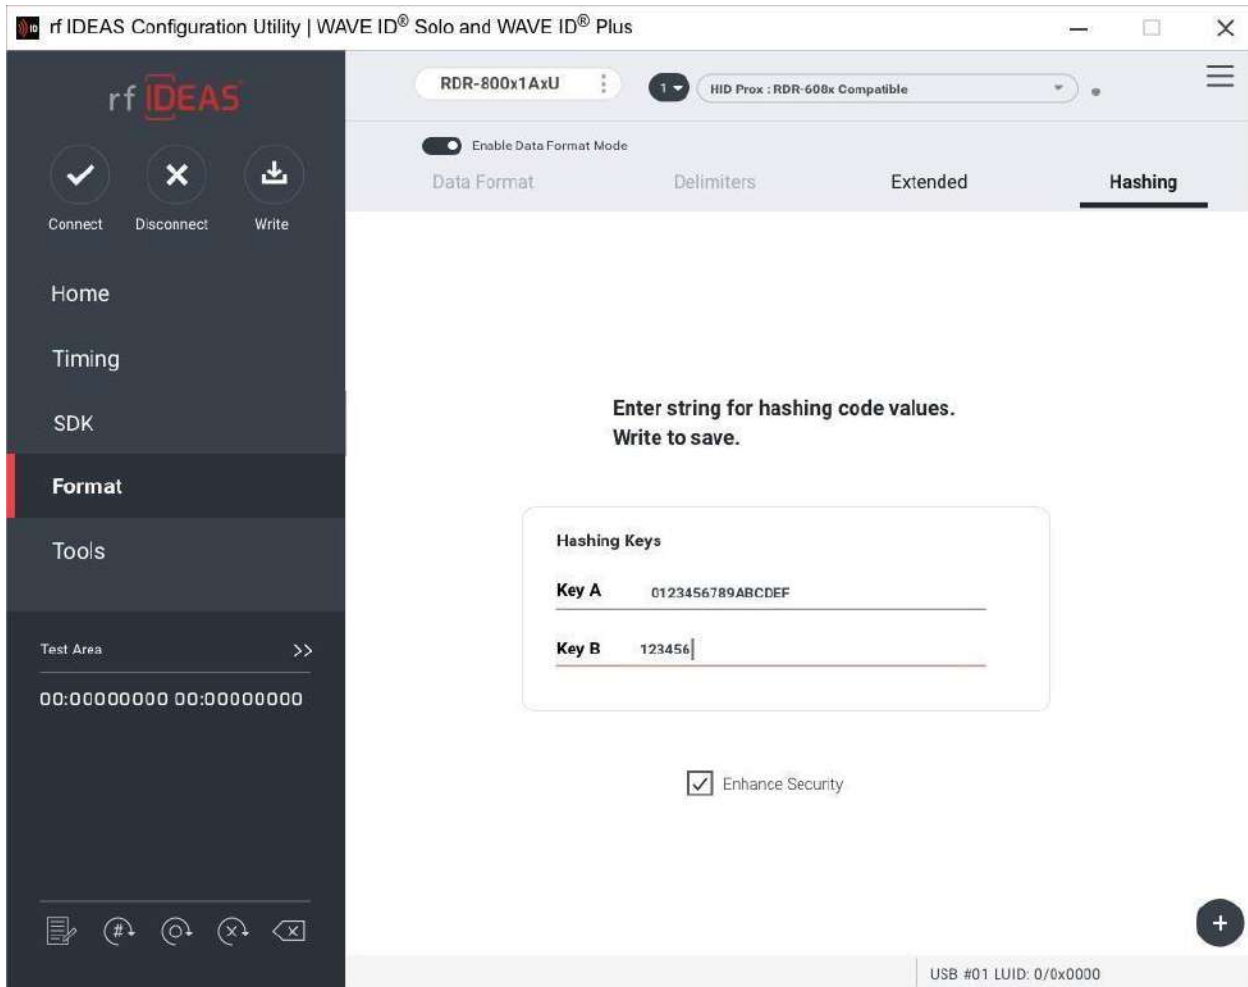 rf IDEAS Configuration Utility | WAVE ID® Solo and WAVE ID® Plus
rf IDEAS
Connect Disconnect Write
Home
Timing
SDK
Format
Tools
Test Area >>
00:00000000 00:00000000
RDR-800x1AxU
1
HID Prox : RDR-608x Compatible
Enable Data Format Mode
Data Format Delimiters Extended Hashing
Enter string for hashing code values.
Write to save.
Hashing Keys
Key A 0123456789ABCDEF
Key B 123456
Enhance Security
USB #01 LUID: 0/0x0000